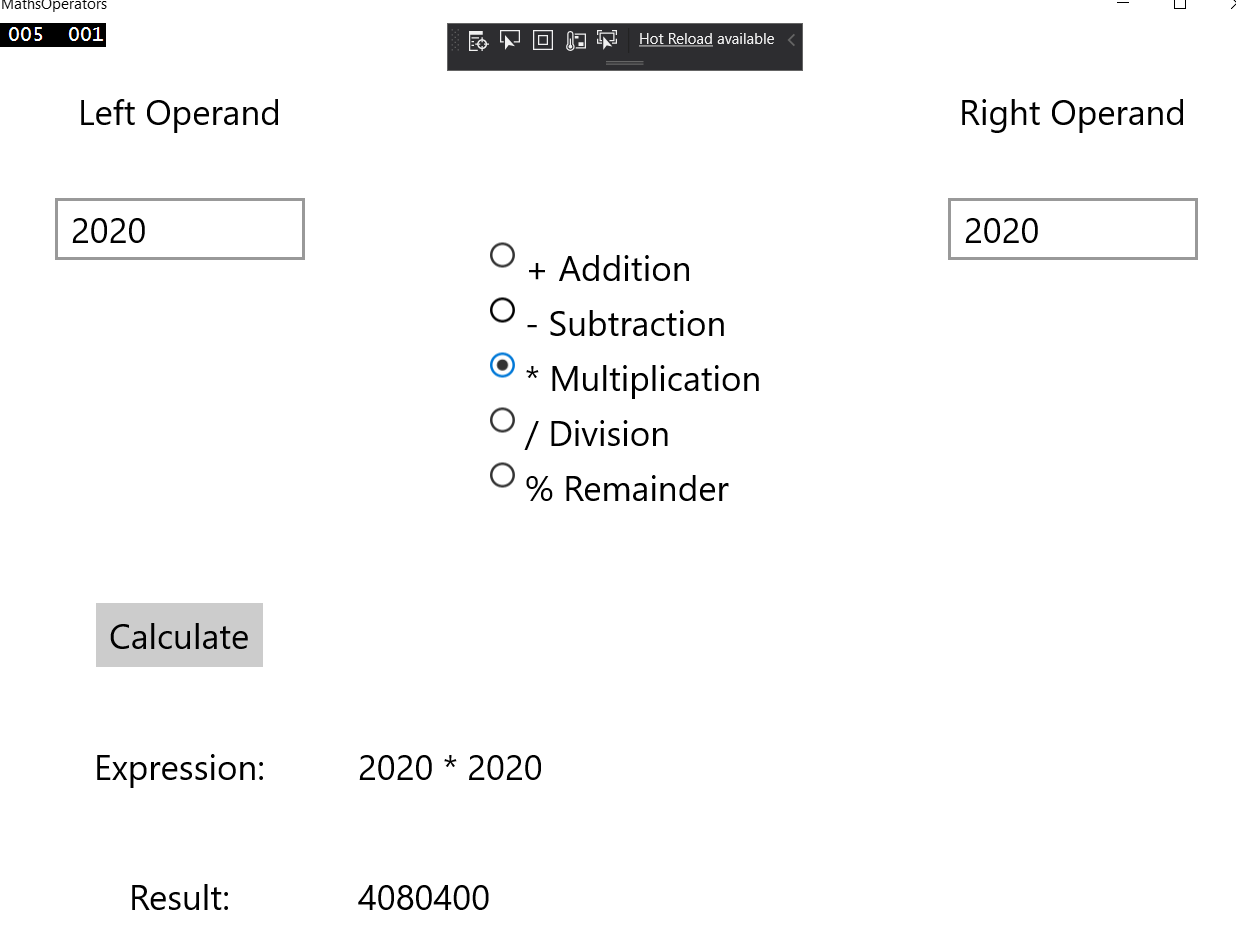 MathsOperators
005 001
Hot Reload available
Left Operand
Right Operand
2020
2020
+ Addition
- Subtraction
* Multiplication
/ Division
% Remainder
Calculate
Expression: 2020 * 2020
Result: 4080400